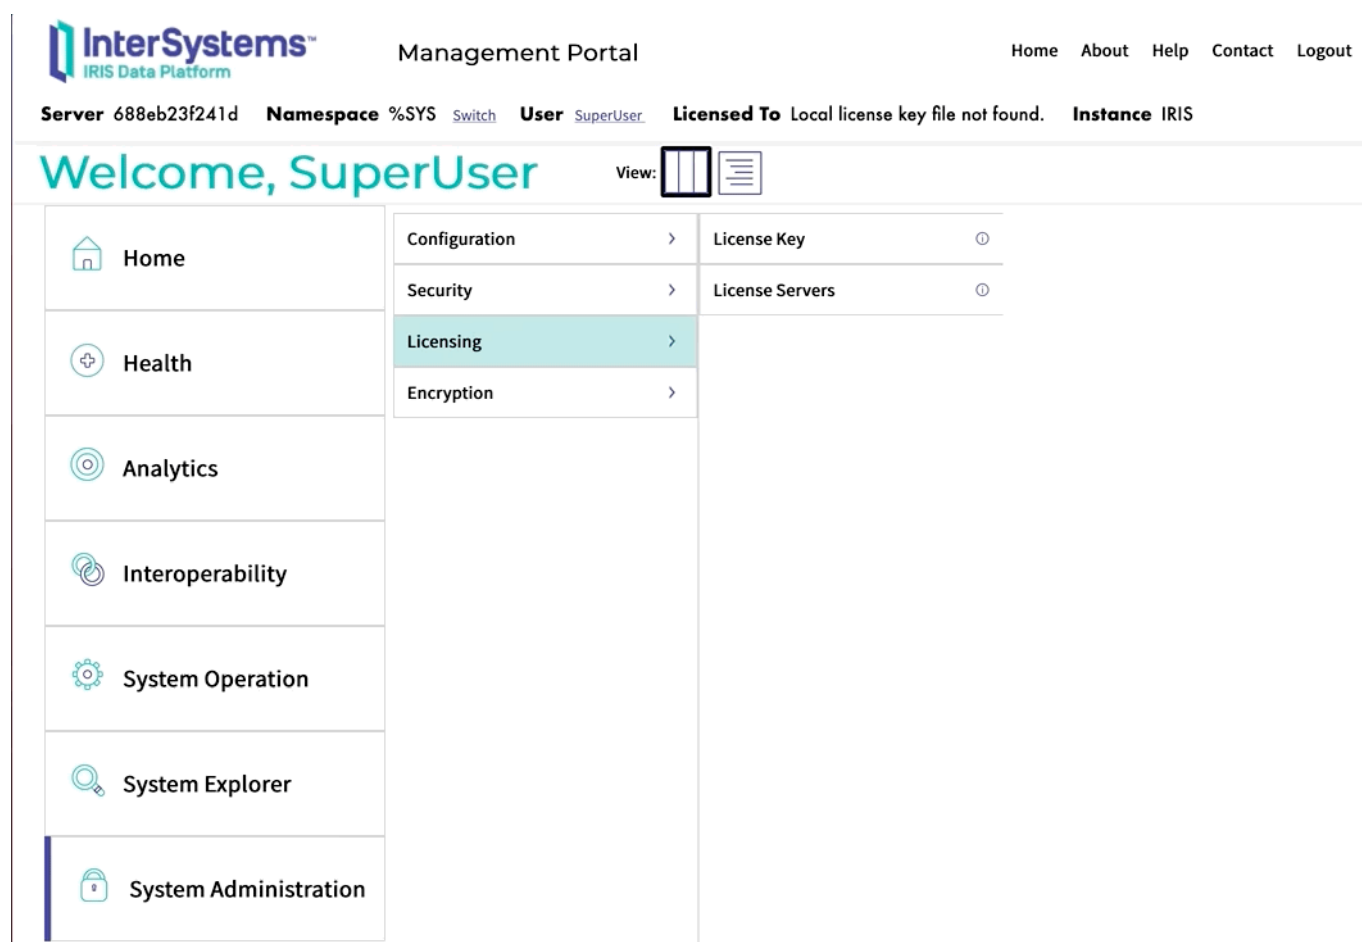 InterSystems™
IRIS Data Platform
Management Portal
Home About Help Contact Logout
Server 688eb23f241d Namespace %SYS Switch User SuperUser Licensed To Local license key file not found. Instance IRIS
Welcome, SuperUser
View:
Home
Health
Analytics
Interoperability
System Operation
System Explorer
System Administration
Configuration
Security
Licensing
Encryption
License Key
License Servers